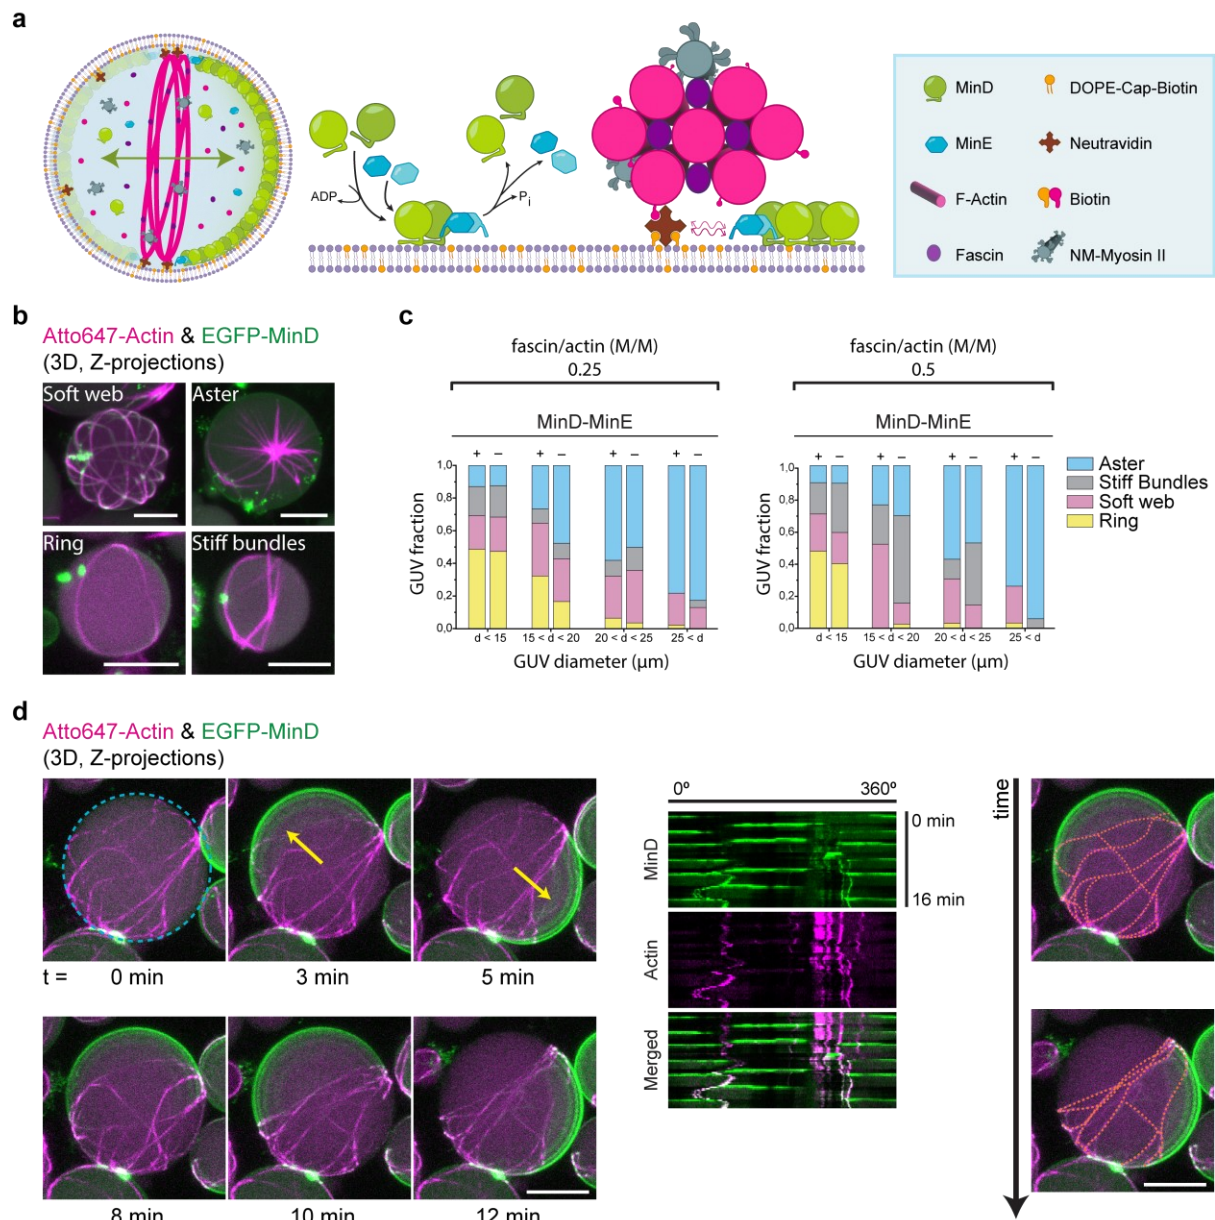 a
ADP
Pi
MinD
DOPE-Cap-Biotin
MinE
Neutravidin
F-Actin
Biotin
Fascin
NM-Myosin II
b
Atto647-Actin & EGFP-MinD
(3D, Z-projections)
Soft web
Aster
Ring
Stiff bundles
c
fascin/actin (M/M)
0.25
MinD-MinE
+ – + – + – + –
1,0
0,8
0,6
0,4
0,2
0,0
GUV fraction
d < 15
15 < d < 20
20 < d < 25
25 < d
GUV diameter (µm)
fascin/actin (M/M)
0.5
MinD-MinE
+ – + – + – + –
1,0
0,8
0,6
0,4
0,2
0,0
GUV fraction
d < 15
15 < d < 20
20 < d < 25
25 < d
GUV diameter (µm)
Aster
Stiff Bundles
Soft web
Ring
d
Atto647-Actin & EGFP-MinD
(3D, Z-projections)
t = 0 min
3 min
5 min
8 min
10 min
12 min
0º 360º
MinD
Actin
Merged
0 min
16 min
time